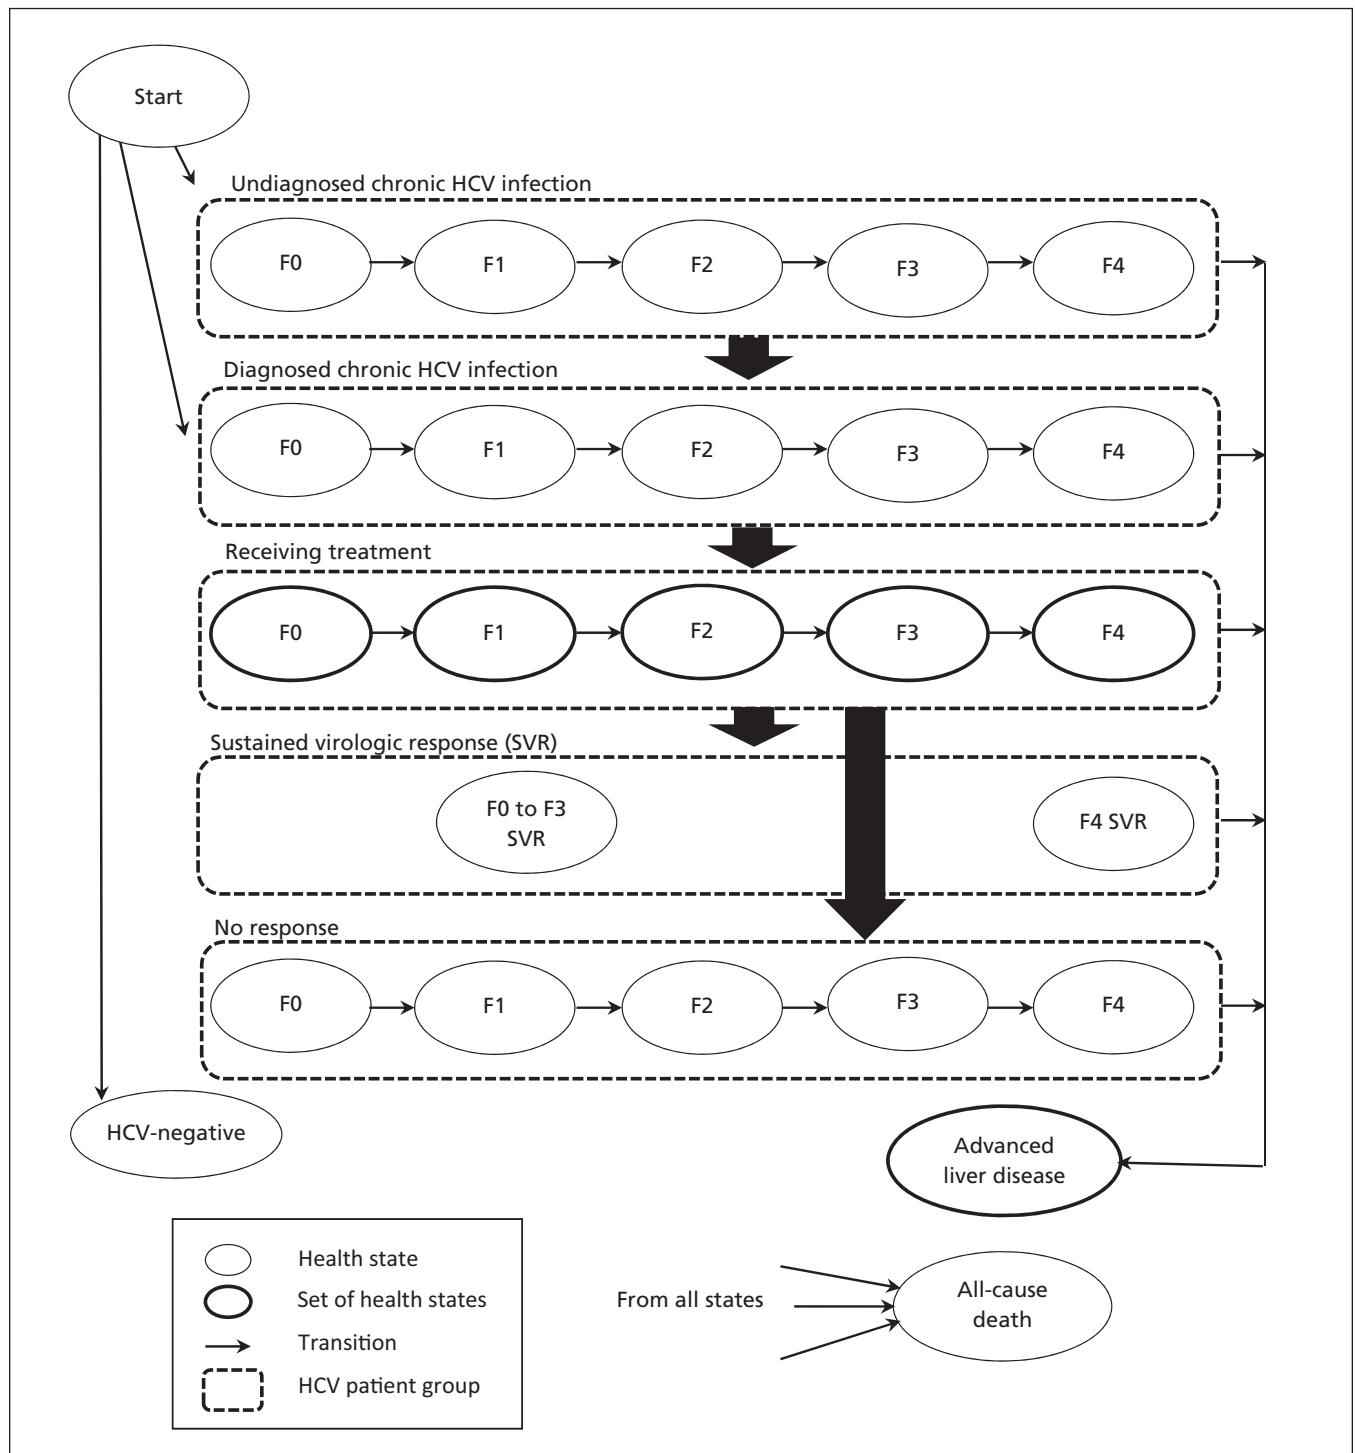 Start
Undiagnosed chronic HCV infection
F0
F1
F2
F3
F4
Diagnosed chronic HCV infection
F0
F1
F2
F3
F4
Receiving treatment
F0
F1
F2
F3
F4
Sustained virologic response (SVR)
F0 to F3
SVR
F4 SVR
No response
F0
F1
F2
F3
F4
HCV-negative
Advanced
liver disease
Health state
Set of health states
Transition
HCV patient group
From all states
All-cause
death